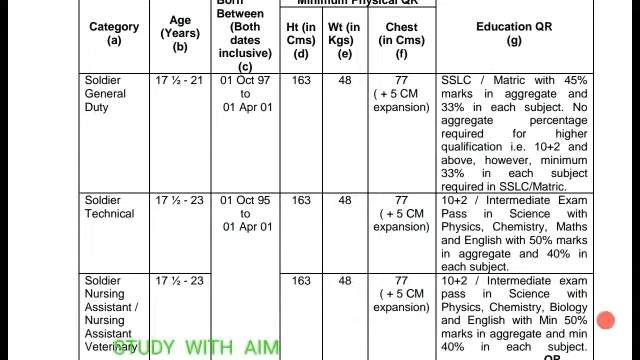 Born
Minimum Physical QR
Category
(a)
Age
(Years)
(b)
Between
(Both
dates
inclusive)
(c)
Ht (in
Cms)
(d)
Wt (in
Kgs)
(e)
Chest
(in Cms)
(f)
Education QR
(g)
Soldier
General
Duty
17 ½ - 21
01 Oct 97
to
01 Apr 01
163
48
77
( + 5 CM
expansion)
SSLC / Matric with 45%
marks in aggregate and
33% in each subject. No
aggregate percentage
required for higher
qualification i.e. 10+2 and
above, however, minimum
33% in each subject
required in SSLC/Matric.
Soldier
Technical
17 ½ - 23
01 Oct 95
to
01 Apr 01
163
48
77
( + 5 CM
expansion)
10+2 / Intermediate Exam
Pass in Science with
Physics, Chemistry, Maths
and English with 50% marks
in aggregate and 40% in
each subject.
Soldier
Nursing
Assistant /
Nursing
Assistant
Veterinary
17 ½ - 23
163
48
77
( + 5 CM
expansion)
10+2 / Intermediate exam
pass in Science with
Physics, Chemistry, Biology
and English with Min 50%
marks in aggregate and min
40% in each subject.
OR
STUDY WITH AIM